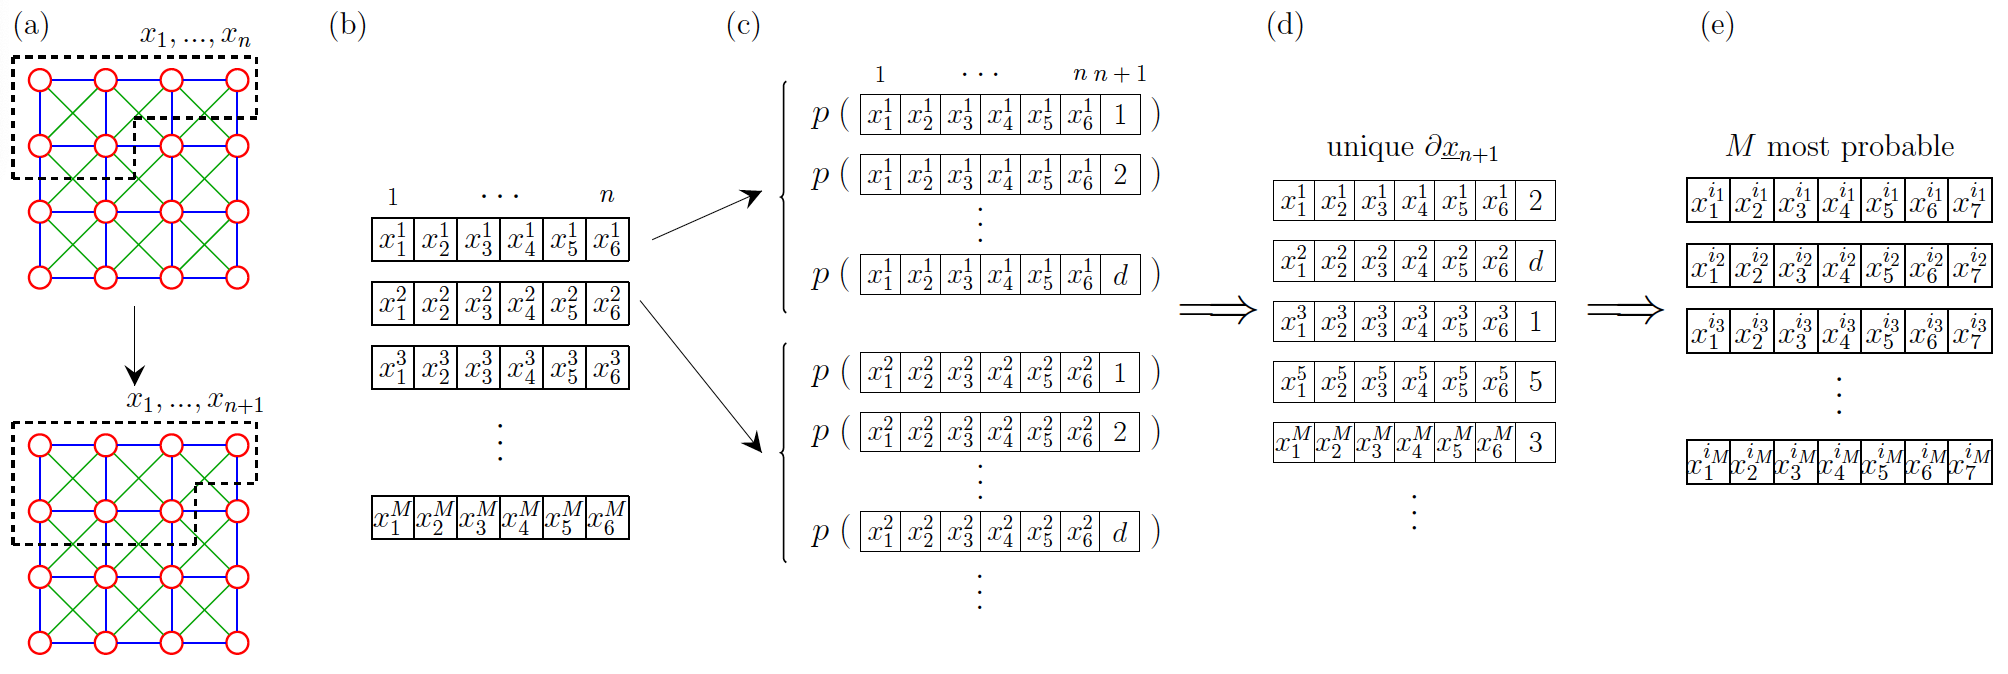 (a)
x_1, ..., x_n
x_1, ..., x_{n+1}
(b)
1 ⋯ n
x_1^1 x_2^1 x_3^1 x_4^1 x_5^1 x_6^1
x_1^2 x_2^2 x_3^2 x_4^2 x_5^2 x_6^2
x_1^3 x_2^3 x_3^3 x_4^3 x_5^3 x_6^3
⋮
x_1^M x_2^M x_3^M x_4^M x_5^M x_6^M
(c)
1 ⋯ n n + 1
p ( x_1^1 x_2^1 x_3^1 x_4^1 x_5^1 x_6^1 1 )
p ( x_1^1 x_2^1 x_3^1 x_4^1 x_5^1 x_6^1 2 )
⋮
p ( x_1^1 x_2^1 x_3^1 x_4^1 x_5^1 x_6^1 d )
p ( x_1^2 x_2^2 x_3^2 x_4^2 x_5^2 x_6^2 1 )
p ( x_1^2 x_2^2 x_3^2 x_4^2 x_5^2 x_6^2 2 )
⋮
p ( x_1^2 x_2^2 x_3^2 x_4^2 x_5^2 x_6^2 d )
⋮
⟹
(d)
unique ∂\underline{x}_{n+1}
x_1^1 x_2^1 x_3^1 x_4^1 x_5^1 x_6^1 2
x_1^2 x_2^2 x_3^2 x_4^2 x_5^2 x_6^2 d
x_1^3 x_2^3 x_3^3 x_4^3 x_5^3 x_6^3 1
x_1^5 x_2^5 x_3^5 x_4^5 x_5^5 x_6^5 5
x_1^M x_2^M x_3^M x_4^M x_5^M x_6^M 3
⋮
⟹
(e)
M most probable
x_1^{i_1} x_2^{i_1} x_3^{i_1} x_4^{i_1} x_5^{i_1} x_6^{i_1} x_7^{i_1}
x_1^{i_2} x_2^{i_2} x_3^{i_2} x_4^{i_2} x_5^{i_2} x_6^{i_2} x_7^{i_2}
x_1^{i_3} x_2^{i_3} x_3^{i_3} x_4^{i_3} x_5^{i_3} x_6^{i_3} x_7^{i_3}
⋮
x_1^{i_M} x_2^{i_M} x_3^{i_M} x_4^{i_M} x_5^{i_M} x_6^{i_M} x_7^{i_M}